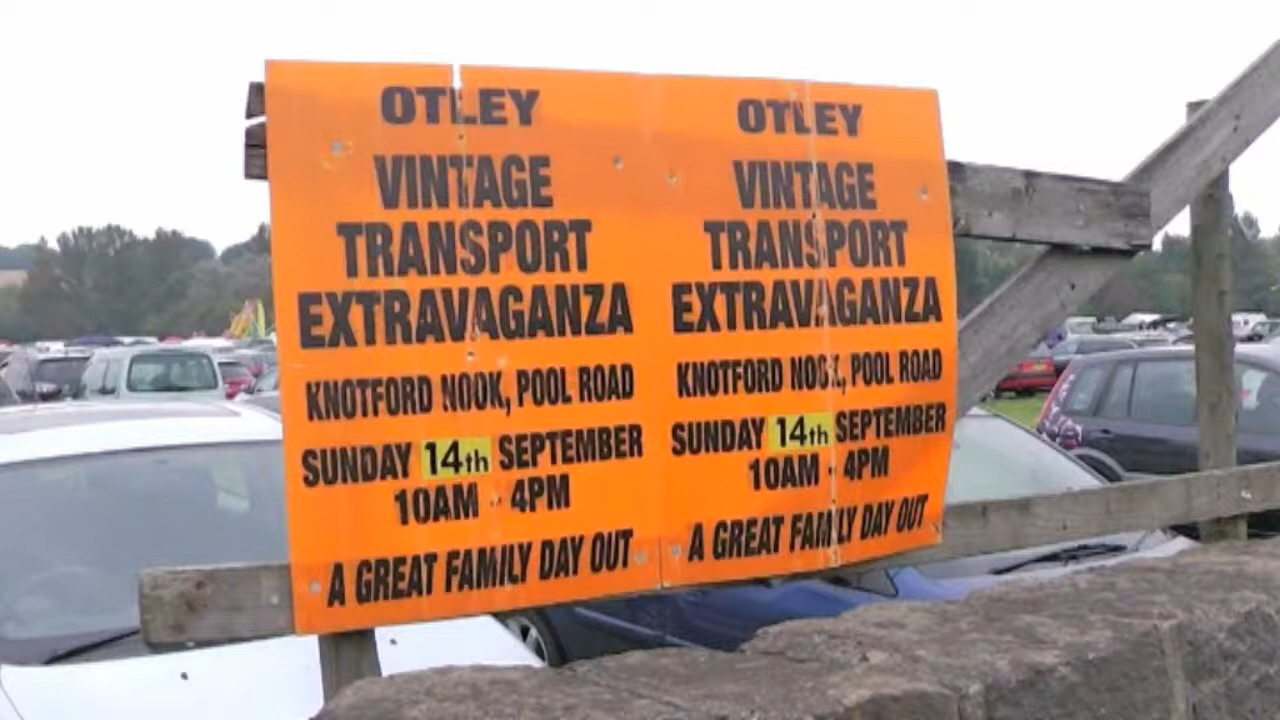 OTLEY
VINTAGE
TRANSPORT
EXTRAVAGANZA
KNOTFORD NOOK, POOL ROAD
SUNDAY 14th SEPTEMBER
10AM - 4PM
A GREAT FAMILY DAY OUT
OTLEY
VINTAGE
TRANSPORT
EXTRAVAGANZA
KNOTFORD NOOK, POOL ROAD
SUNDAY 14th SEPTEMBER
10AM - 4PM
A GREAT FAMILY DAY OUT